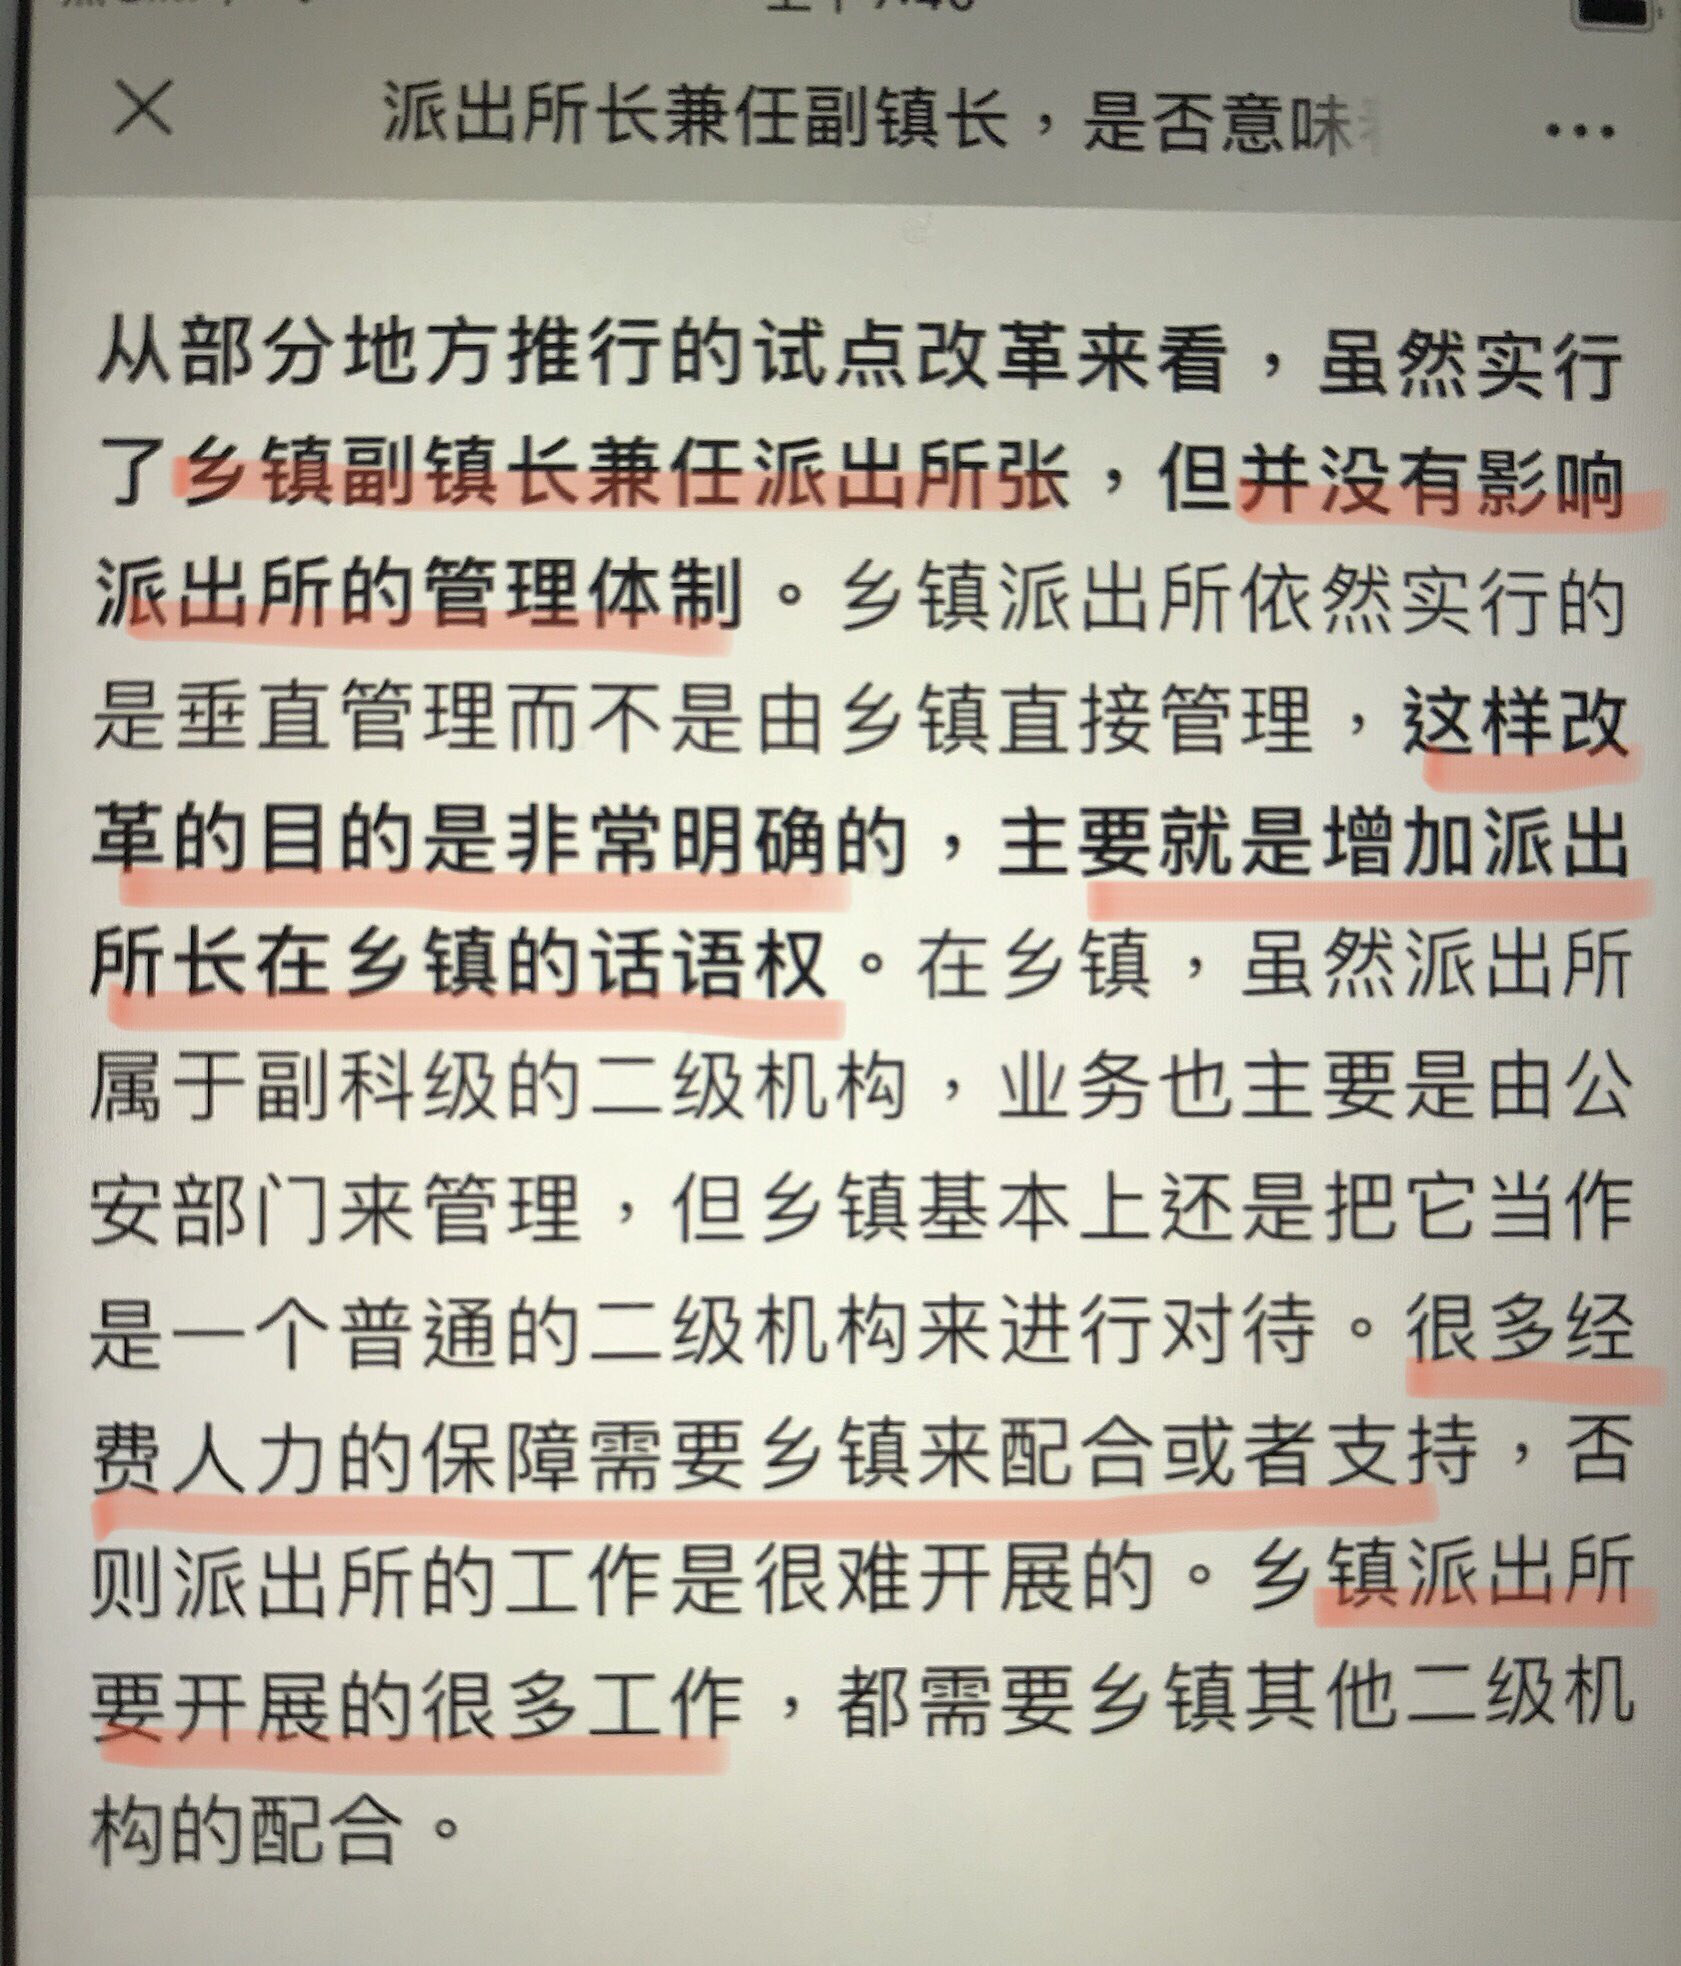 派出所长兼任副镇长，是否意味
从部分地方推行的试点改革来看，虽然实行
了乡镇副镇长兼任派出所张，但并没有影响
派出所的管理体制。乡镇派出所依然实行的
是垂直管理而不是由乡镇直接管理，这样改
革的目的是非常明确的，主要就是增加派出
所长在乡镇的话语权。在乡镇，虽然派出所
属于副科级的二级机构，业务也主要是由公
安部门来管理，但乡镇基本上还是把它当作
是一个普通的二级机构来进行对待。很多经
费人力的保障需要乡镇来配合或者支持，否
则派出所的工作是很难开展的。乡镇派出所
要开展的很多工作，都需要乡镇其他二级机
构的配合。